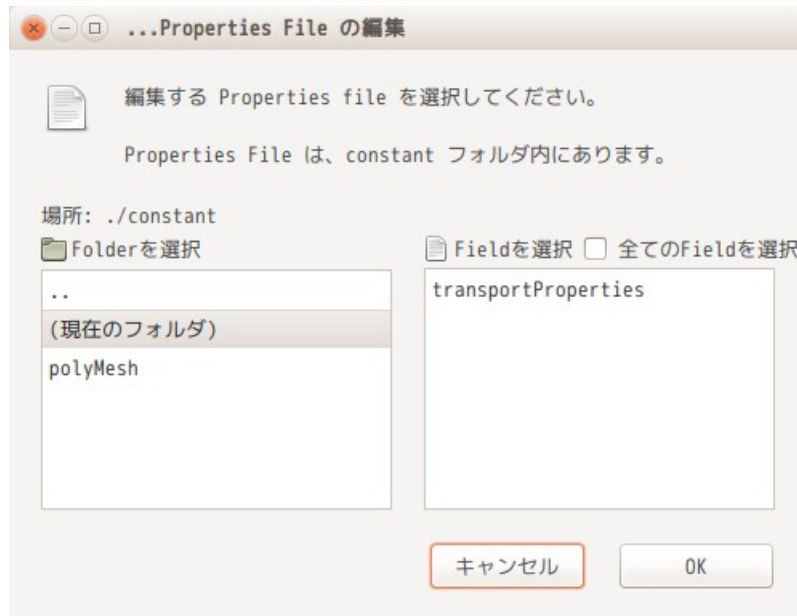 ...Properties File の編集
編集する Properties file を選択してください。
Properties File は、constant フォルダ内にあります。
場所: ./constant
Folderを選択
Fieldを選択 全てのFieldを選択
..
(現在のフォルダ)
polyMesh
transportProperties
キャンセル
OK